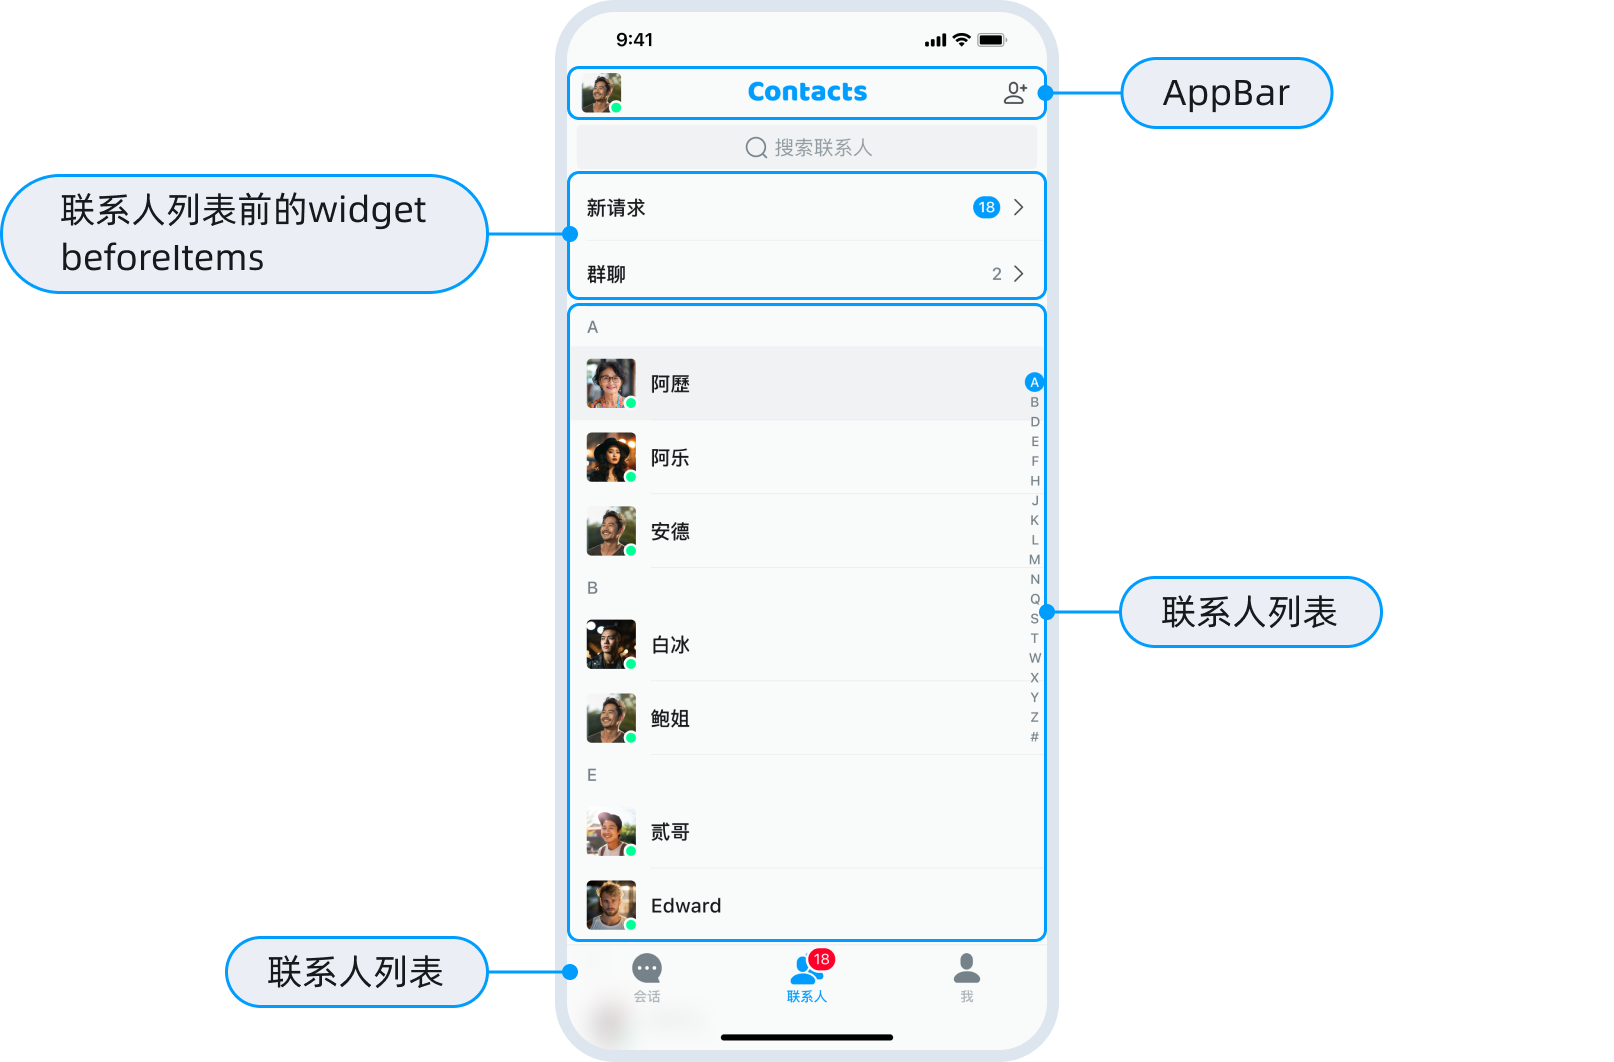 9:41
Contacts
AppBar
搜索联系人
联系人列表前的widget
beforeItems
新请求
18
群聊
2
A
阿歷
阿乐
安德
B
白冰
鲍姐
E
贰哥
Edward
A
B
D
E
F
H
J
K
L
M
N
Q
S
T
W
X
Y
Z
#
联系人列表
联系人列表
18
会话
联系人
我